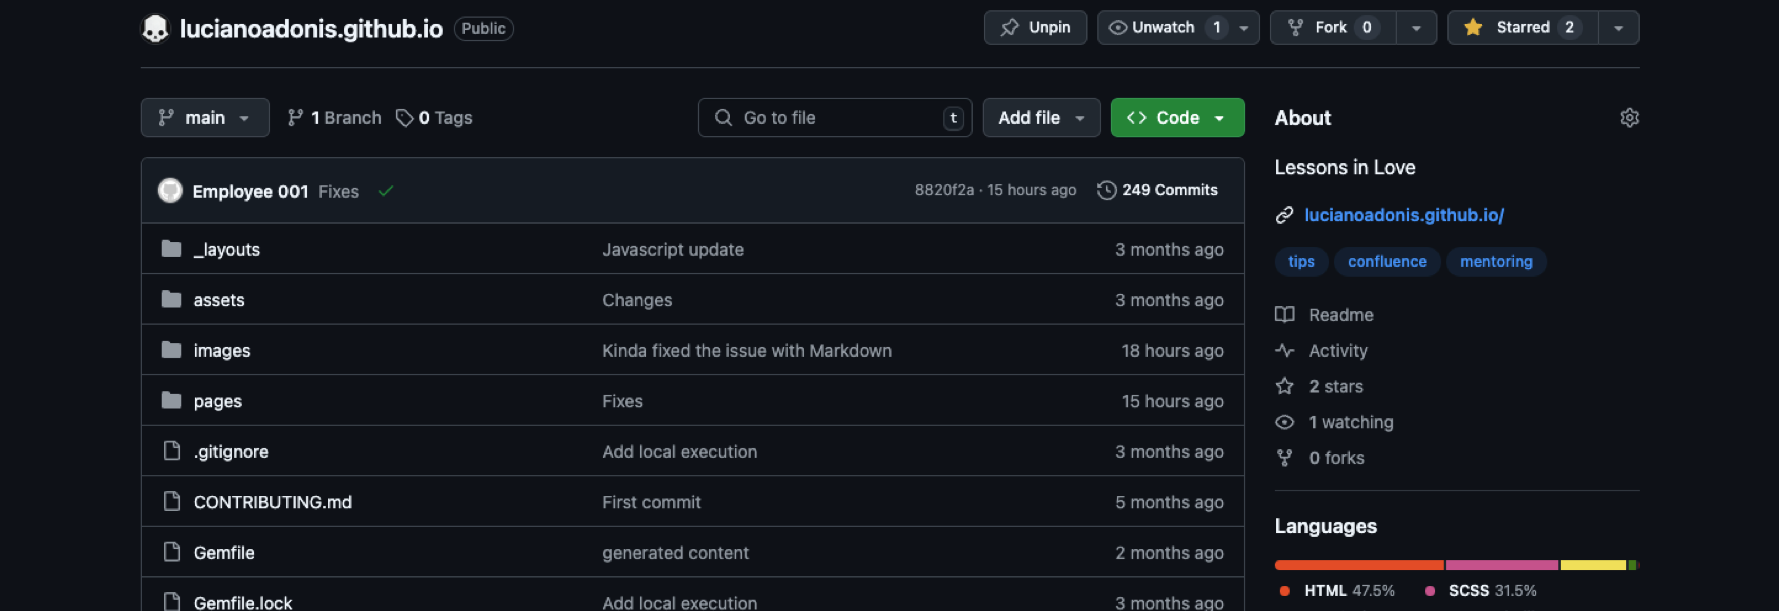 lucianoadonis.github.io Public Unpin Unwatch 1 Fork 0 Starred 2
main 1 Branch 0 Tags Go to file t Add file <> Code
Employee 001 Fixes 8820f2a · 15 hours ago 249 Commits
_layouts Javascript update 3 months ago
assets Changes 3 months ago
images Kinda fixed the issue with Markdown 18 hours ago
pages Fixes 15 hours ago
.gitignore Add local execution 3 months ago
CONTRIBUTING.md First commit 5 months ago
Gemfile generated content 2 months ago
Gemfile.lock Add local execution 3 months ago
About
Lessons in Love
lucianoadonis.github.io/
tips confluence mentoring
Readme
Activity
2 stars
1 watching
0 forks
Languages
HTML 47.5% SCSS 31.5%